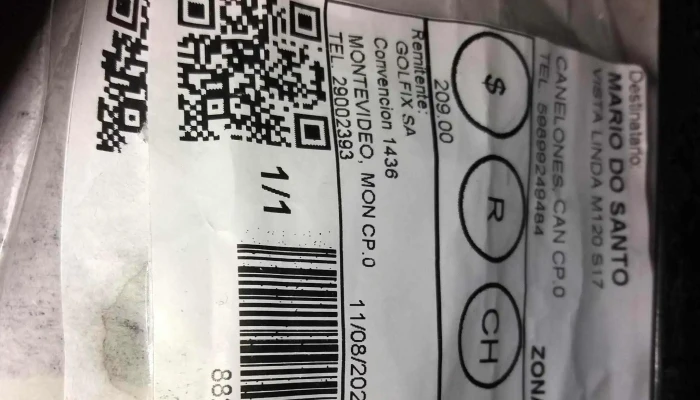 Destinatario:
MARIO DO SANTO
VISTA LINDA M120 S17
CANELONES, CAN CP.0
TEL. 59899249484
ZONA
$ R CH
209.00
Remitente:
GOLFIX SA
Convencion 1436
MONTEVIDEO, MON CP.0
TEL. 29002393
11/08/202
1/1
88